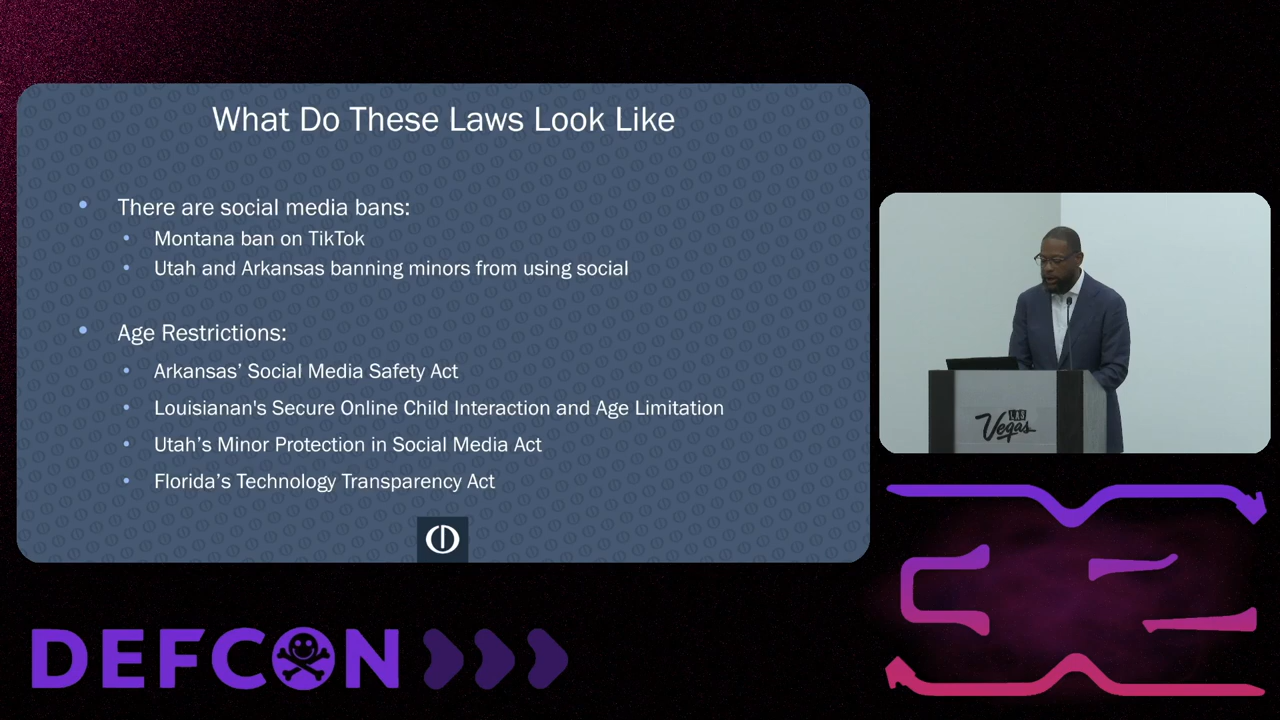 What Do These Laws Look Like
There are social media bans:
Montana ban on TikTok
Utah and Arkansas banning minors from using social
Age Restrictions:
Arkansas' Social Media Safety Act
Louisianan's Secure Online Child Interaction and Age Limitation
Utah's Minor Protection in Social Media Act
Florida's Technology Transparency Act
LAS
Vegas
DEFCON